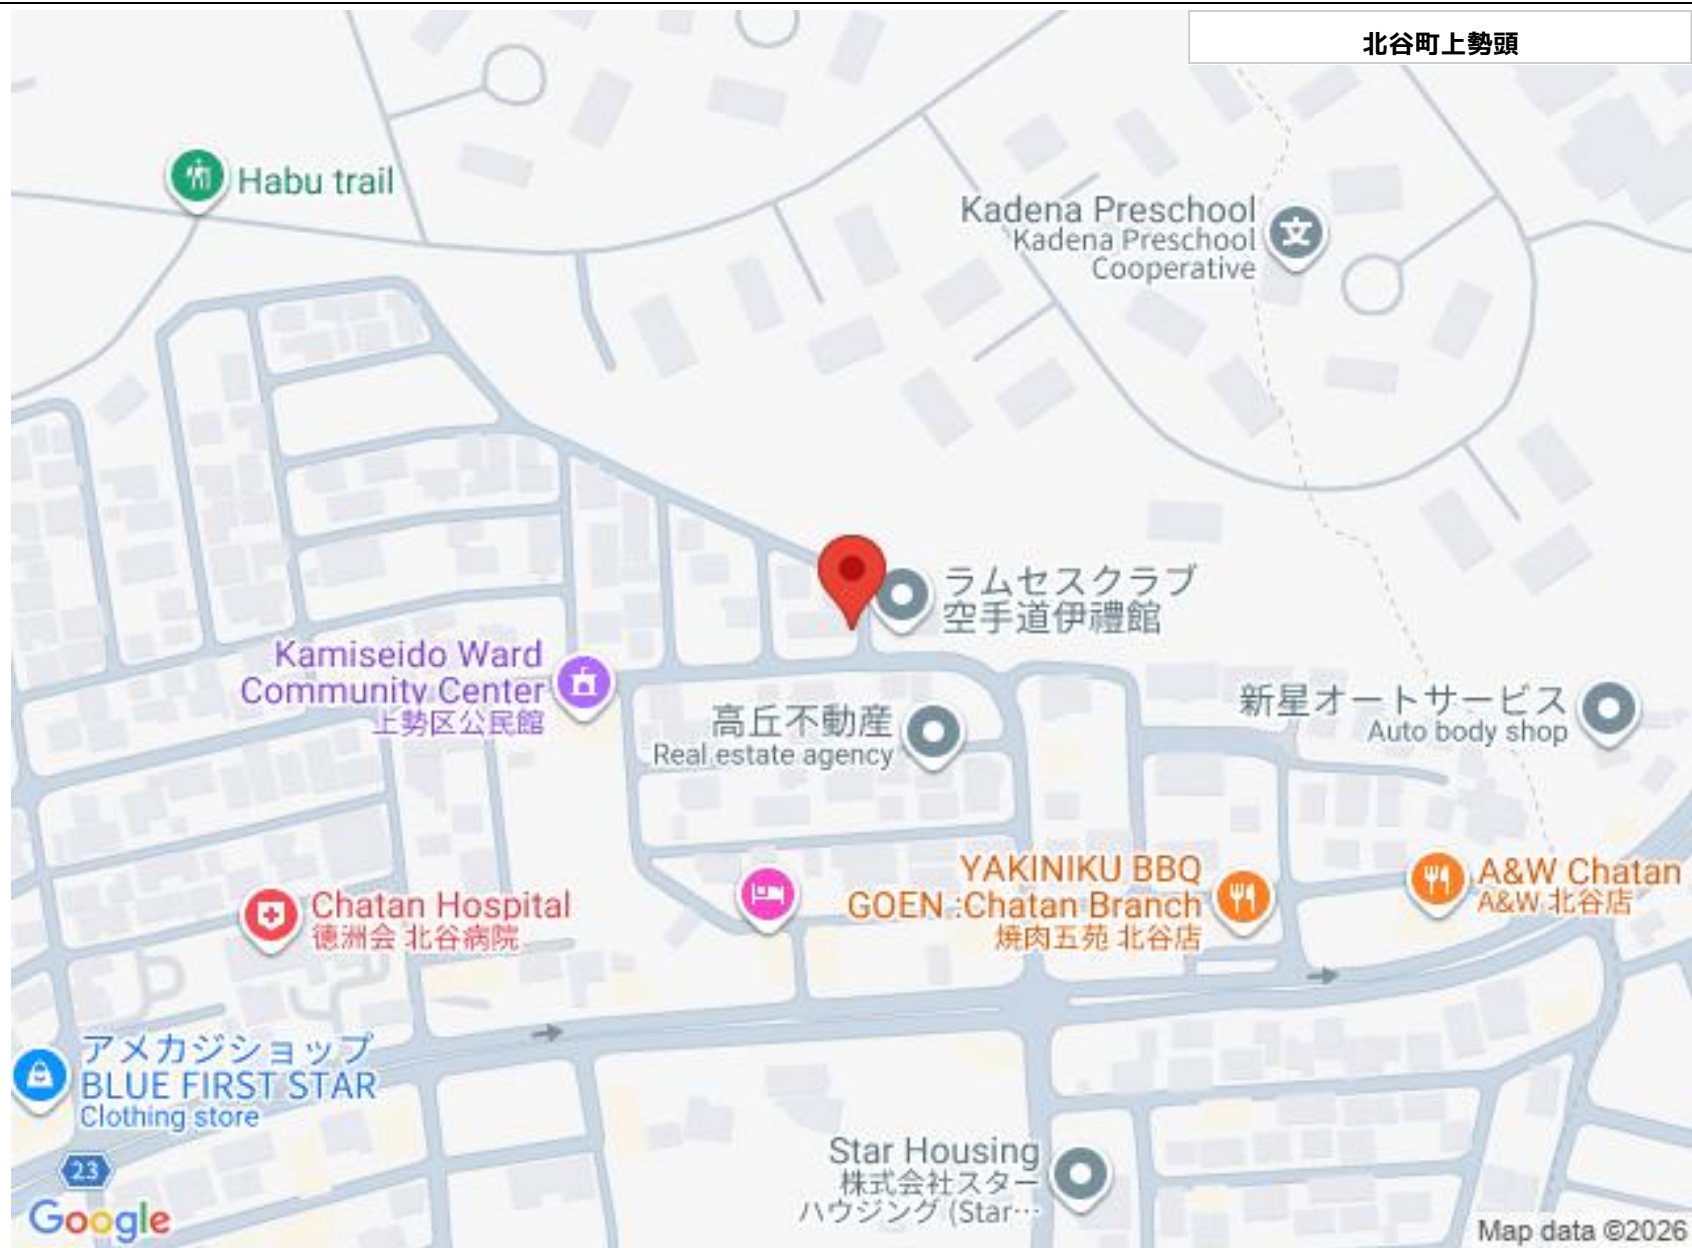 北谷町上勢頭
Habu trail
Kadena Preschool
Kadena Preschool
Cooperative
ラムセスクラブ
空手道伊禮館
Kamiseido Ward
Community Center
上勢区公民館
高丘不動産
Real estate agency
新星オートサービス
Auto body shop
YAKINIKU BBQ
GOEN :Chatan Branch
焼肉五苑 北谷店
A&W Chatan
A&W 北谷店
Chatan Hospital
徳洲会 北谷病院
アメカジショップ
BLUE FIRST STAR
Clothing store
23
Star Housing
株式会社スター
ハウジング (Star…
Google
Map data ©2026